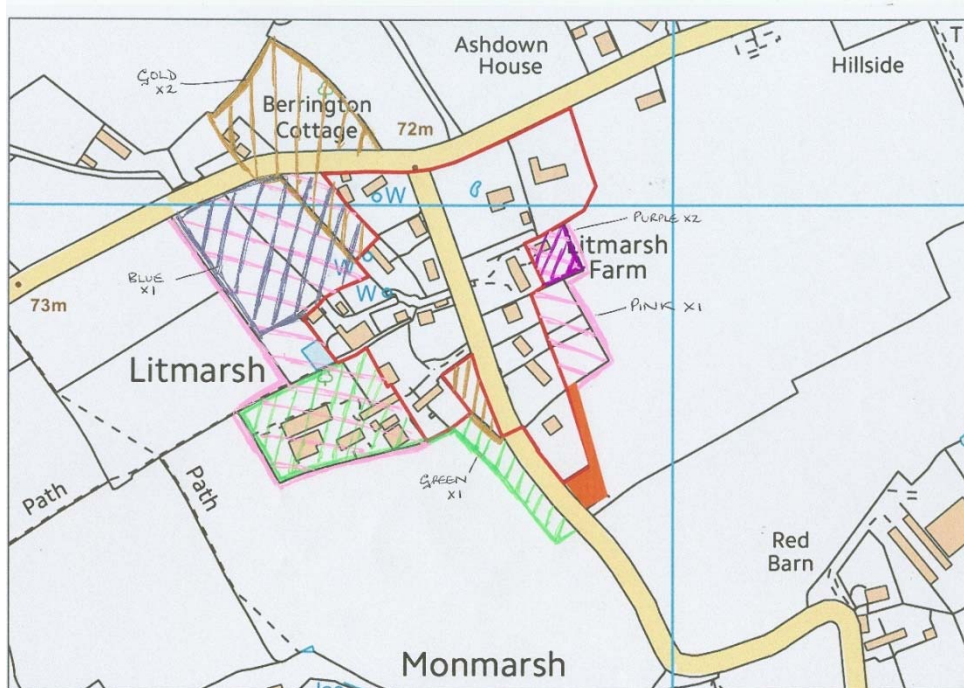 GOLD
x2
Ashdown
House
Hillside
T
Berrington
Cottage
72m
W
PURPLE x2
Litmarsh
Farm
BLUE
x1
W
W
73m
PINK x1
Litmarsh
GREEN
x1
Path
Path
Red
Barn
Monmarsh